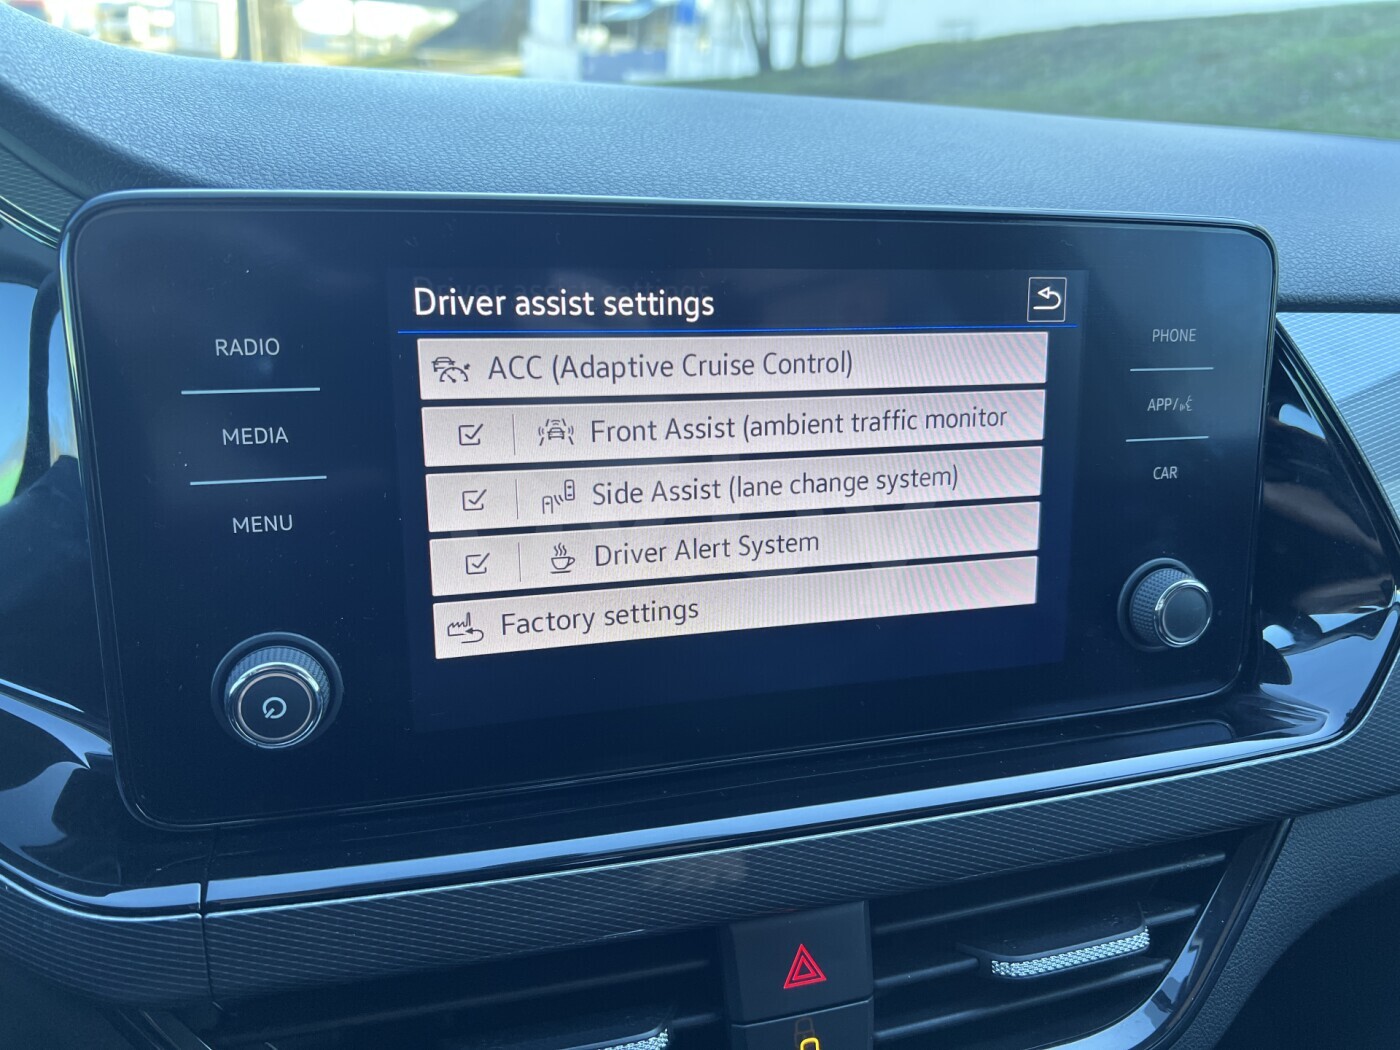 Driver assist settings
ACC (Adaptive Cruise Control)
Front Assist (ambient traffic monitor
Side Assist (lane change system)
Driver Alert System
Factory settings
RADIO
MEDIA
MENU
PHONE
APP/
CAR